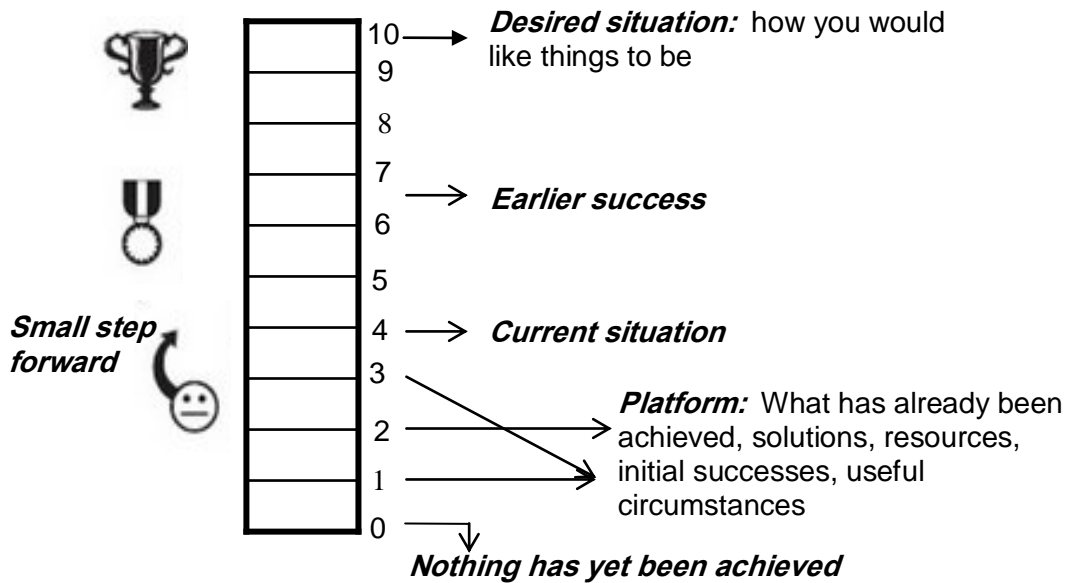 10
Desired situation: how you would
like things to be
9
8
7
Earlier success
6
5
Small step
forward
4
Current situation
3
Platform: What has already been
achieved, solutions, resources,
initial successes, useful
circumstances
2
1
0
Nothing has yet been achieved